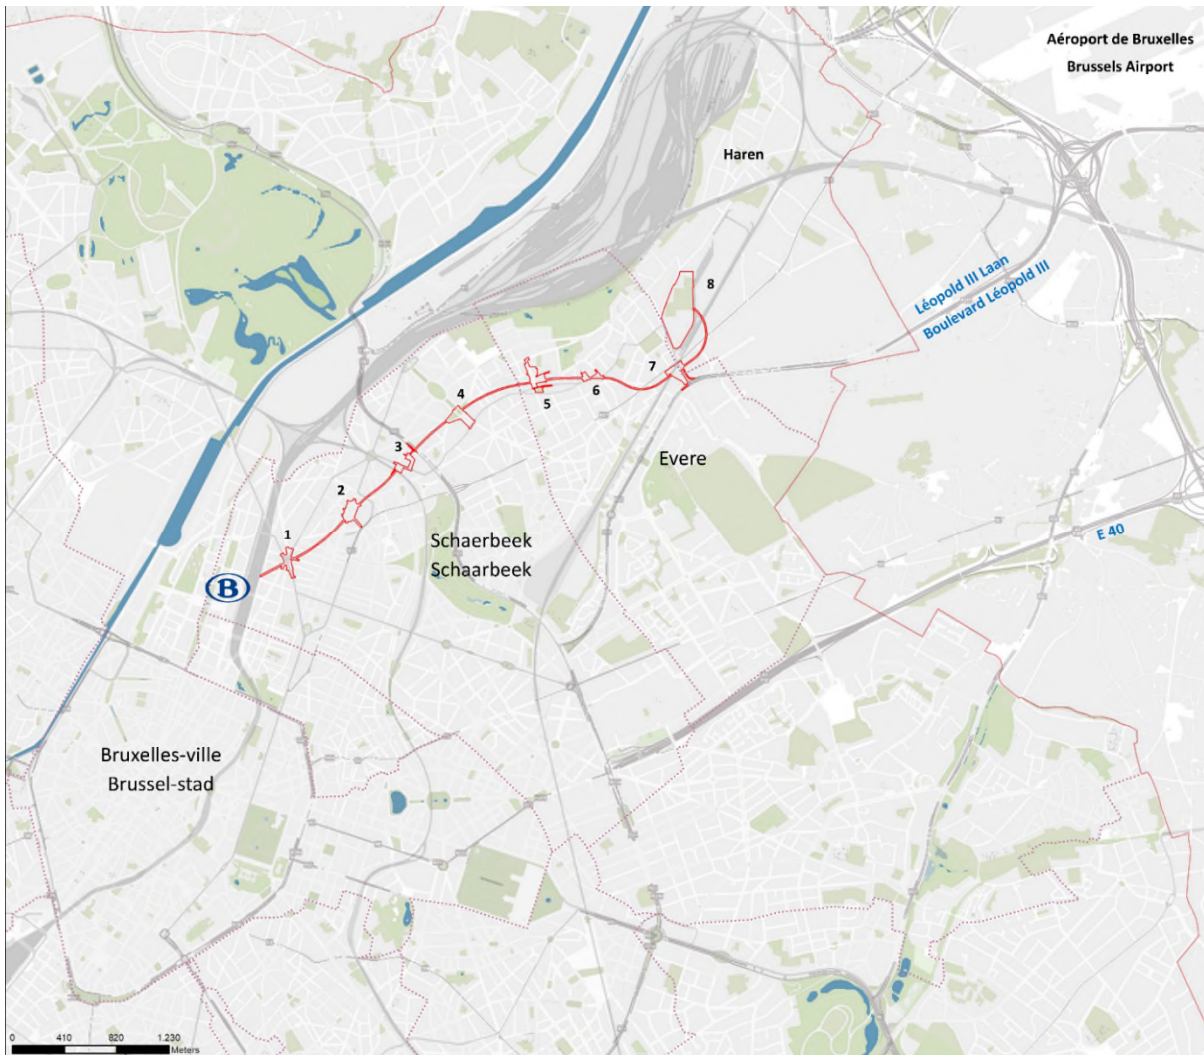 Aéroport de Bruxelles
Brussels Airport
Haren
8
Léopold III Laan
Boulevard Léopold III
7
6
5
4
3
Evere
2
E 40
1
Schaerbeek
Schaarbeek
B
Bruxelles-ville
Brussel-stad
0 410 820 1.230
Meters